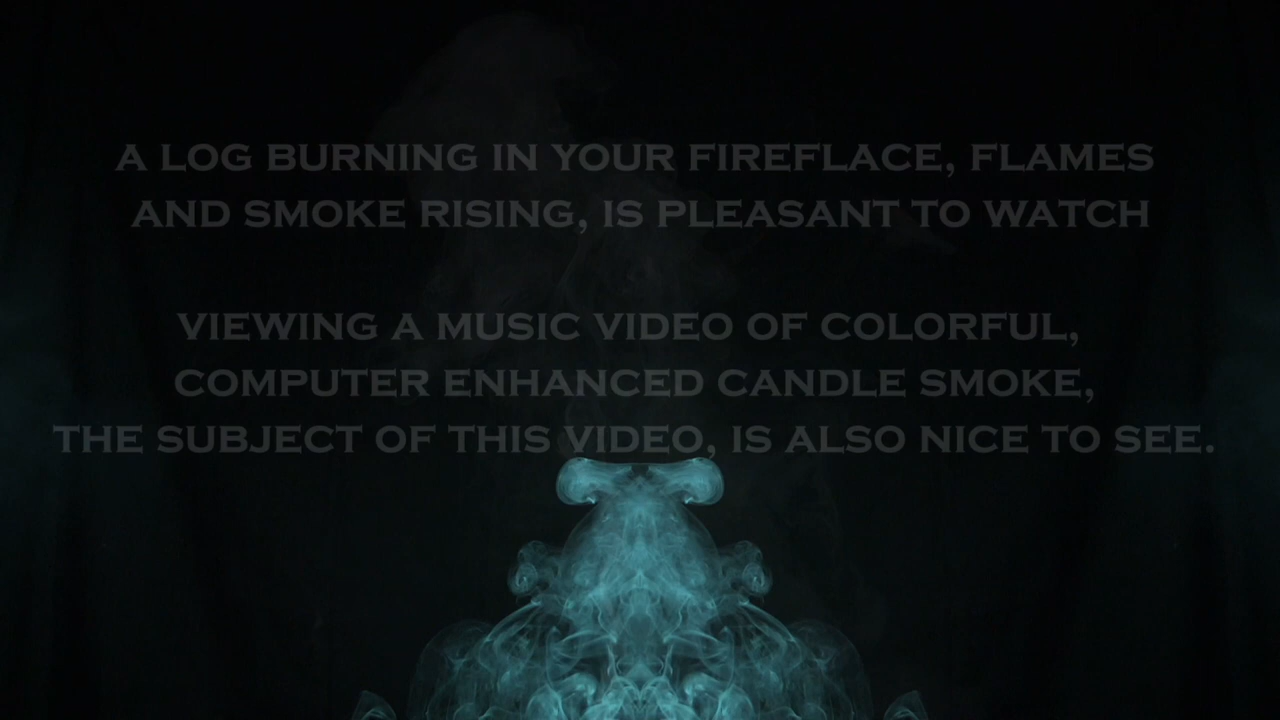 A LOG BURNING IN YOUR FIREFLACE, FLAMES
AND SMOKE RISING, IS PLEASANT TO WATCH
VIEWING A MUSIC VIDEO OF COLORFUL,
COMPUTER ENHANCED CANDLE SMOKE,
THE SUBJECT OF THIS VIDEO, IS ALSO NICE TO SEE.